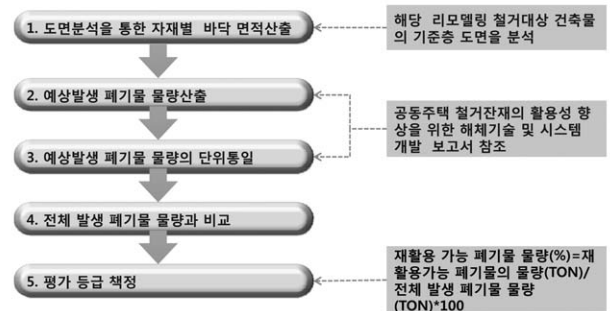 1. 도면분석을 통한 자재별 바닥 면적산출
해당 리모델링 철거대상 건축물
의 기준층 도면을 분석
2. 예상발생 폐기물 물량산출
공동주택 철거잔재의 활용성 향
상을 위한 해체기술 및 시스템
개발 보고서 참조
3. 예상발생 폐기물 물량의 단위통일
4. 전체 발생 폐기물 물량과 비교
5. 평가 등급 책정
재활용 가능 폐기물 물량(%)=재
활용가능 폐기물의 물량(TON)/
전체 발생 폐기물 물량
(TON)*100